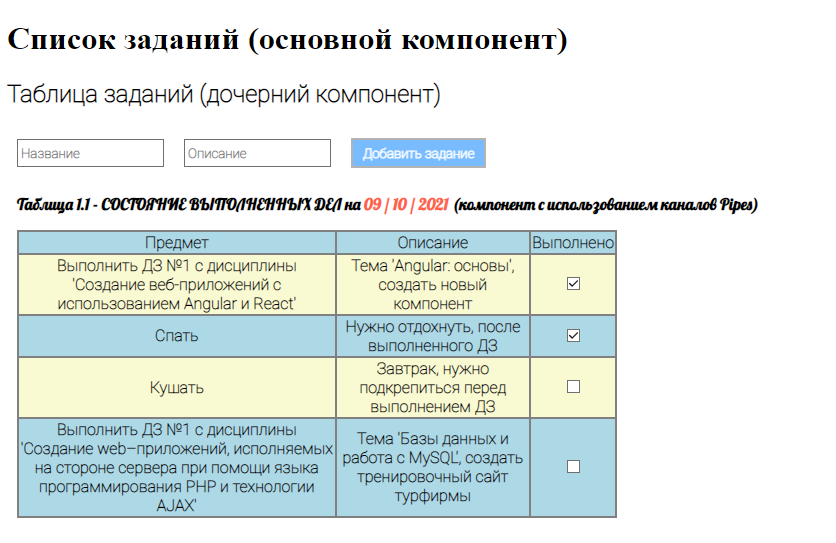 Список заданий (основной компонент)
Таблица заданий (дочерний компонент)
Название Описание Добавить задание
Таблица 1.1 - СОСТОЯНИЕ ВЫПОЛНЕННЫХ ДЕЛ на 09 / 10 / 2021 (компонент с использованием каналов Pipes)
Предмет Описание Выполнено
Выполнить ДЗ №1 с дисциплины
'Создание веб-приложений с
использованием Angular и React'
Тема 'Angular: основы',
создать новый
компонент
Спать
Нужно отдохнуть, после
выполненного ДЗ
Кушать
Завтрак, нужно
подкрепиться перед
выполнением ДЗ
Выполнить ДЗ №1 с дисциплины
'Создание web–приложений, исполняемых
на стороне сервера при помощи языка
программирования PHP и технологии
AJAX'
Тема 'Базы данных и
работа с MySQL', создать
тренировочный сайт
турфирмы